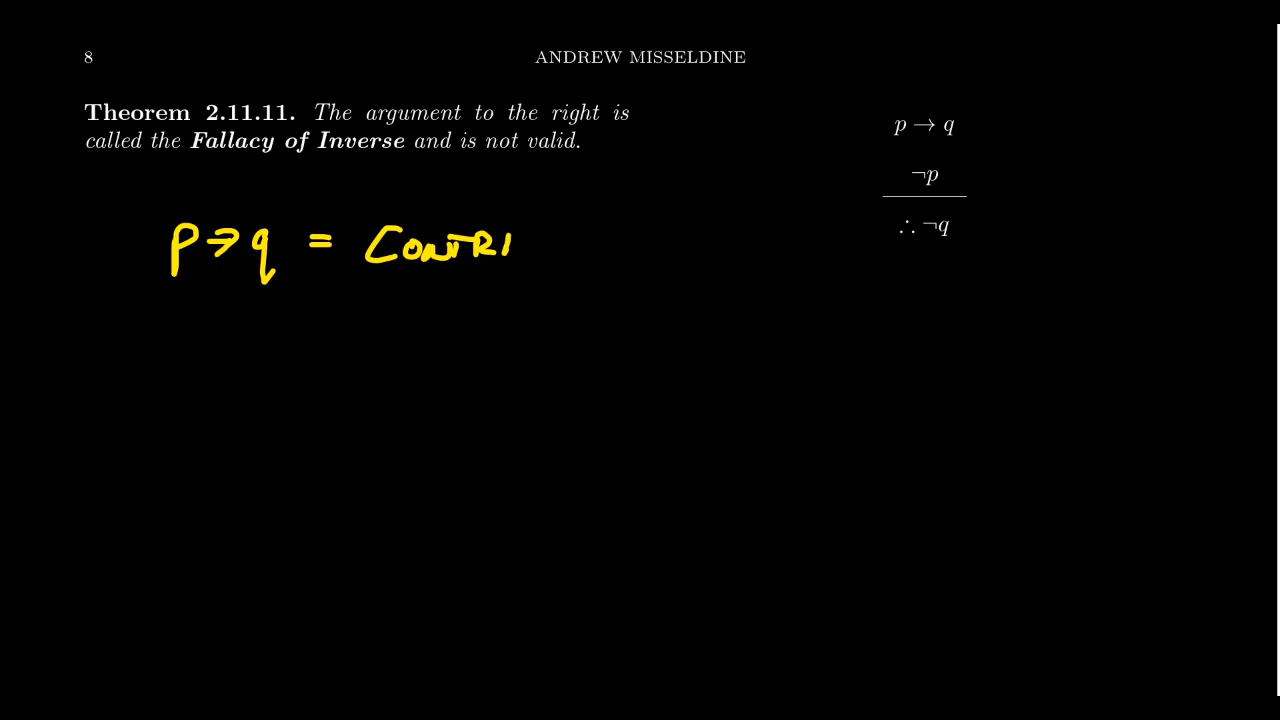 8
ANDREW MISSELDINE
Theorem 2.11.11. The argument to the right is
called the Fallacy of Inverse and is not valid.
p → q
¬p
∴ ¬q
p → q = CONTRI